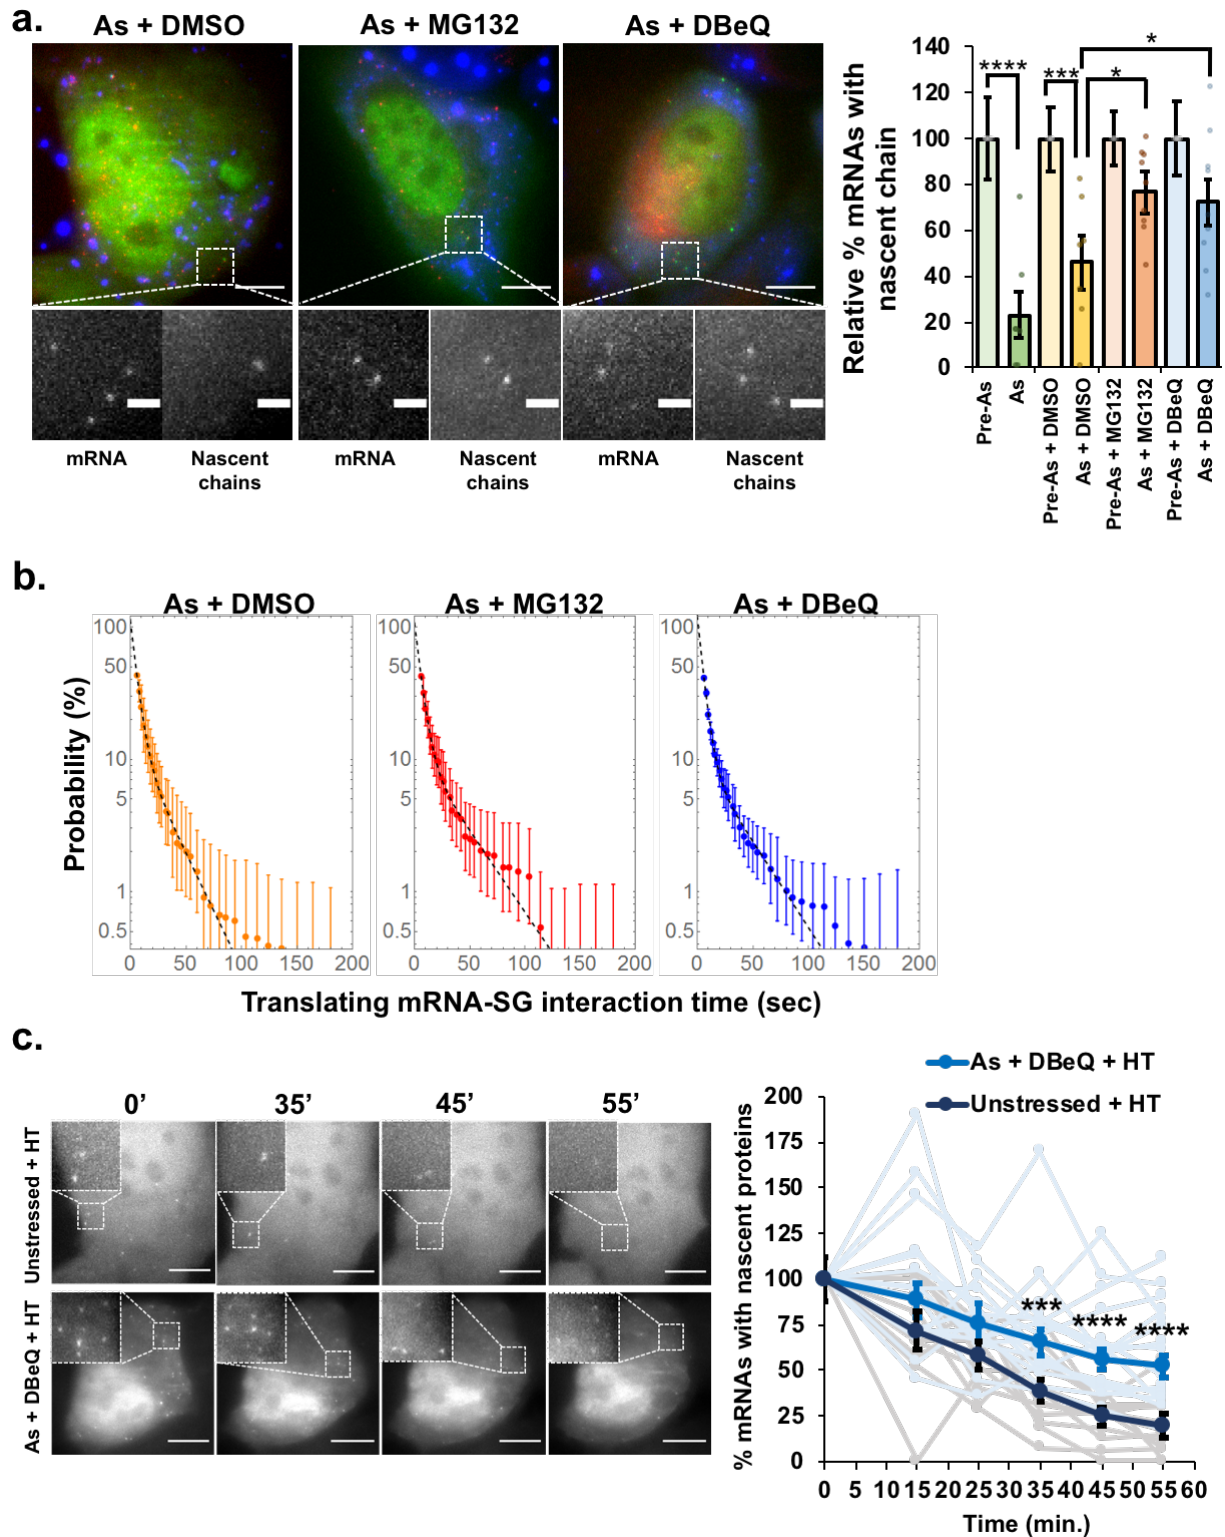 a.
As + DMSO
As + MG132
As + DBeQ
mRNA
Nascent
chains
mRNA
Nascent
chains
mRNA
Nascent
chains
Relative % mRNAs with
nascent chain
140
120
100
80
60
40
20
0
****
***
*
*
Pre-As
As
Pre-As + DMSO
As + DMSO
Pre-As + MG132
As + MG132
Pre-As + DBeQ
As + DBeQ
b.
As + DMSO
As + MG132
As + DBeQ
Probability (%)
100
50
10
5
1
0.5
0 50 100 150 200
100
50
10
5
1
0.5
0 50 100 150 200
100
50
10
5
1
0.5
0 50 100 150 200
Translating mRNA-SG interaction time (sec)
c.
0’ 35’ 45’ 55’
Unstressed + HT
As + DBeQ + HT
As + DBeQ + HT
Unstressed + HT
% mRNAs with nascent proteins
200
175
150
125
100
75
50
25
0
***
****
****
0 5 10 15 20 25 30 35 40 45 50 55 60
Time (min.)